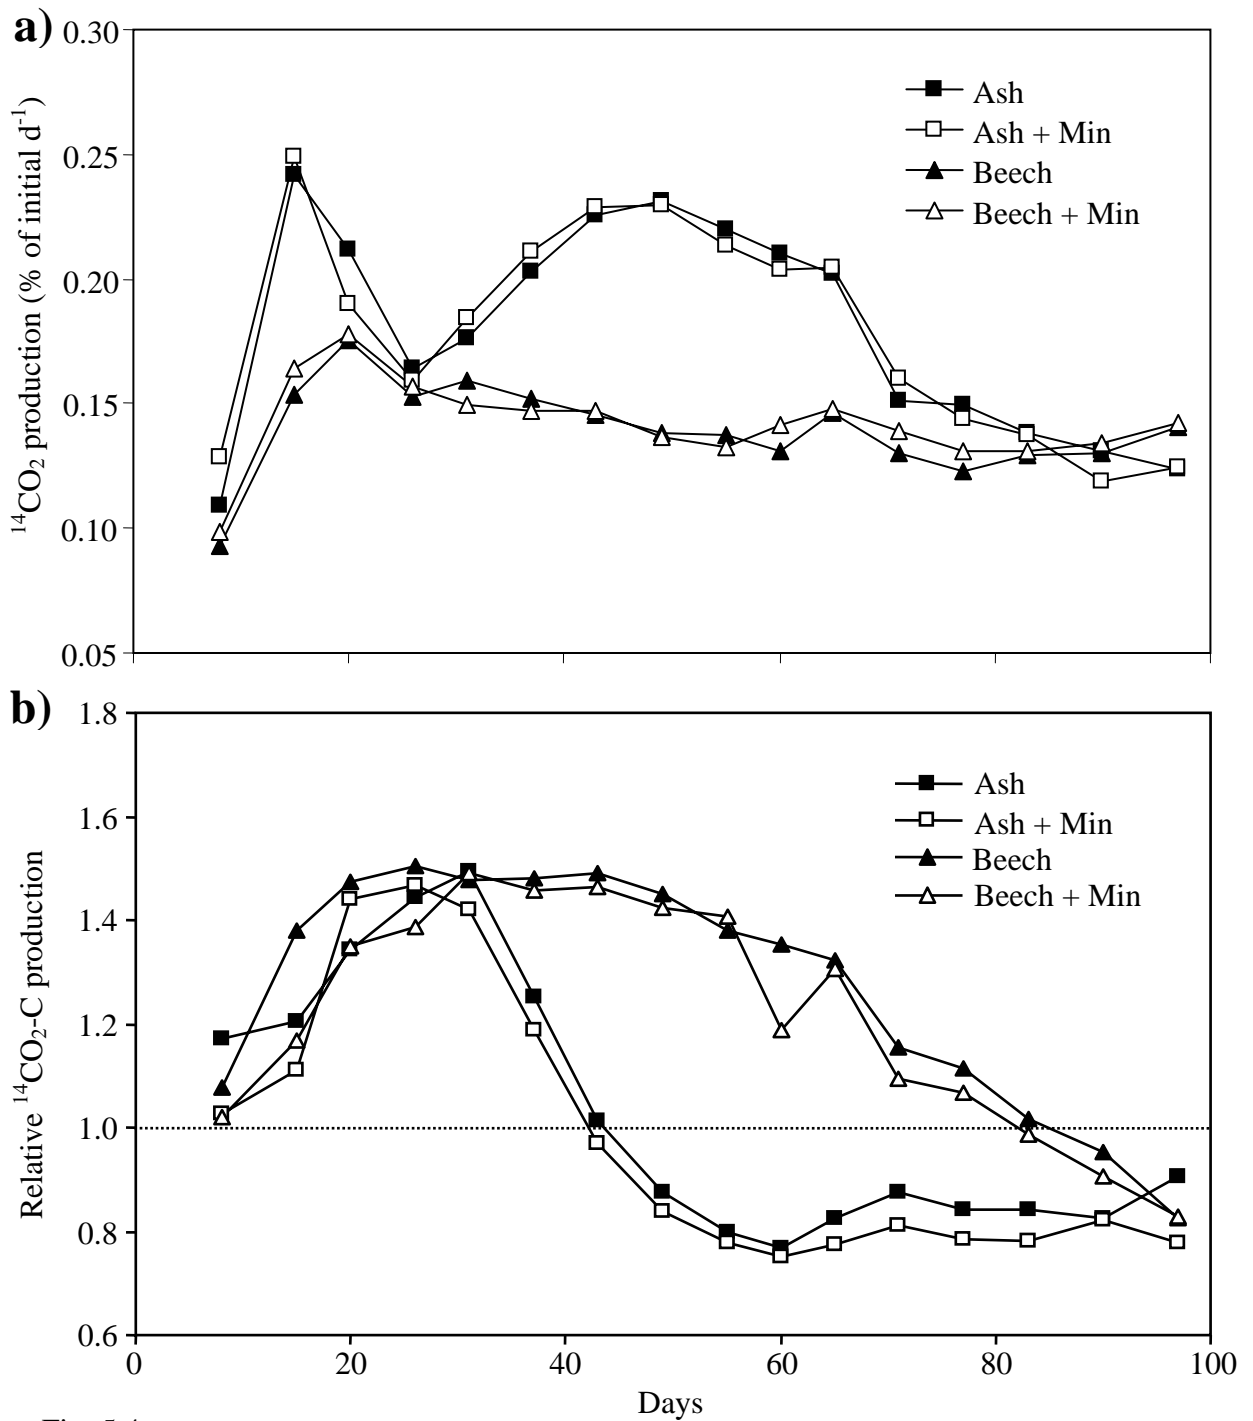 a)
0.30
0.25
0.20
0.15
0.10
0.05
¹⁴CO₂ production (% of initial d⁻¹)
Ash
Ash + Min
Beech
Beech + Min
b)
1.8
1.6
1.4
1.2
1.0
0.8
0.6
Relative ¹⁴CO₂-C production
Ash
Ash + Min
Beech
Beech + Min
0 20 40 60 80 100
Days